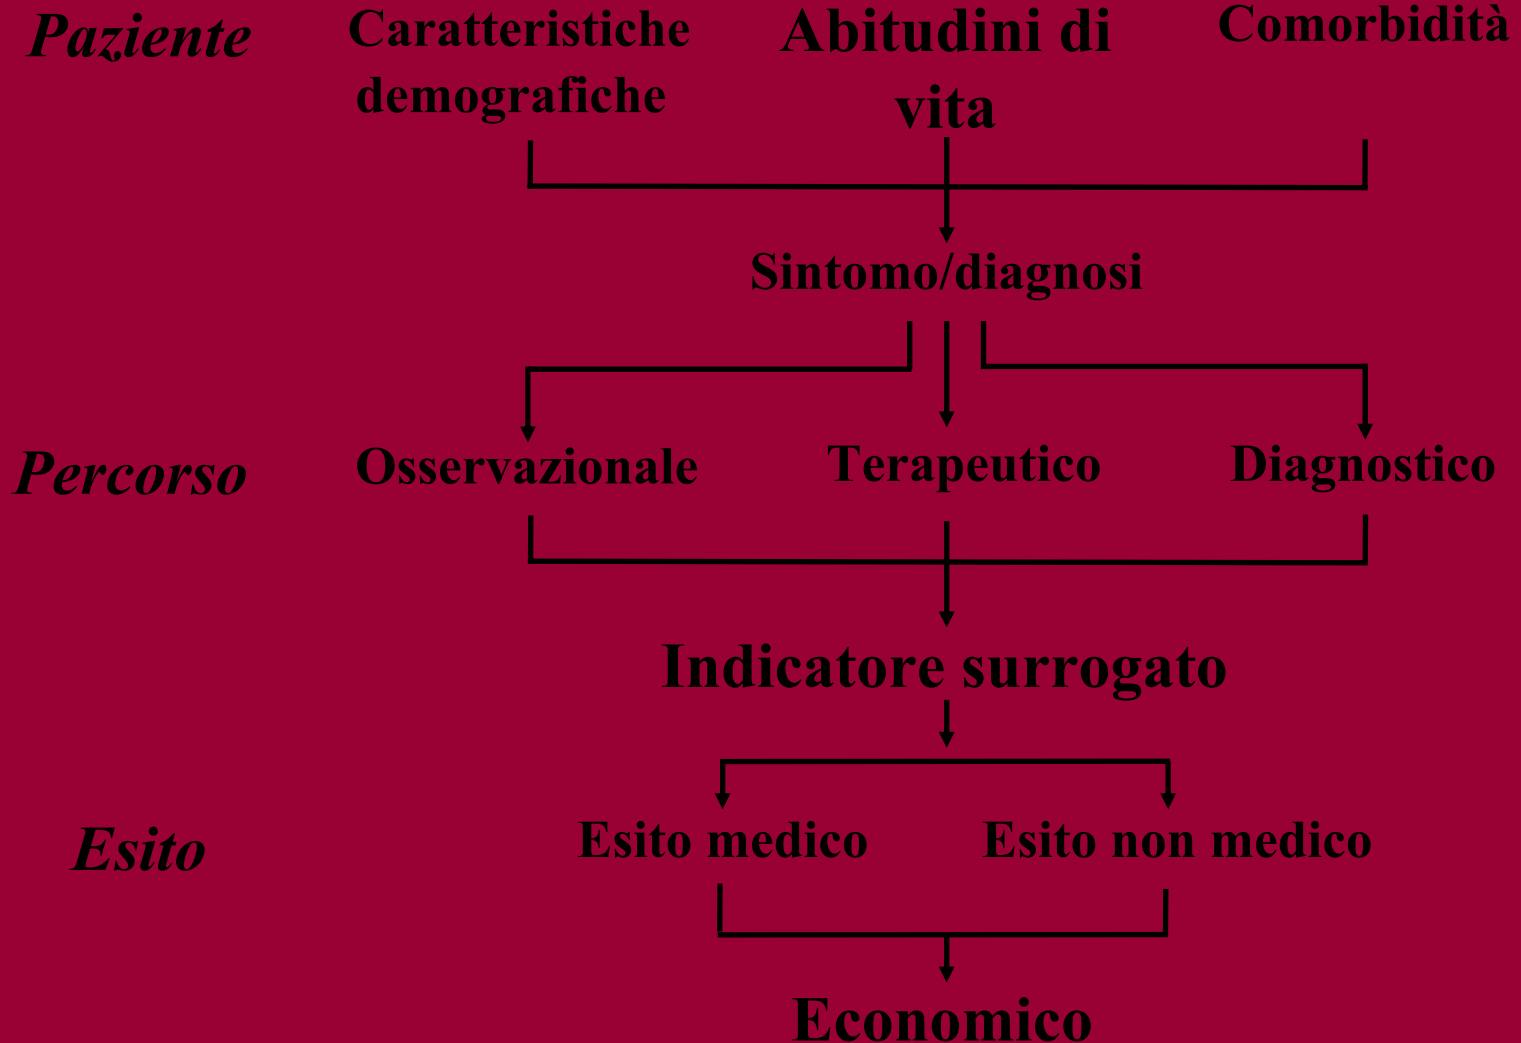 Paziente
Caratteristiche
demografiche
Abitudini di
vita
Comorbidità
Sintomo/diagnosi
Percorso
Osservazionale
Terapeutico
Diagnostico
Indicatore surrogato
Esito
Esito medico
Esito non medico
Economico